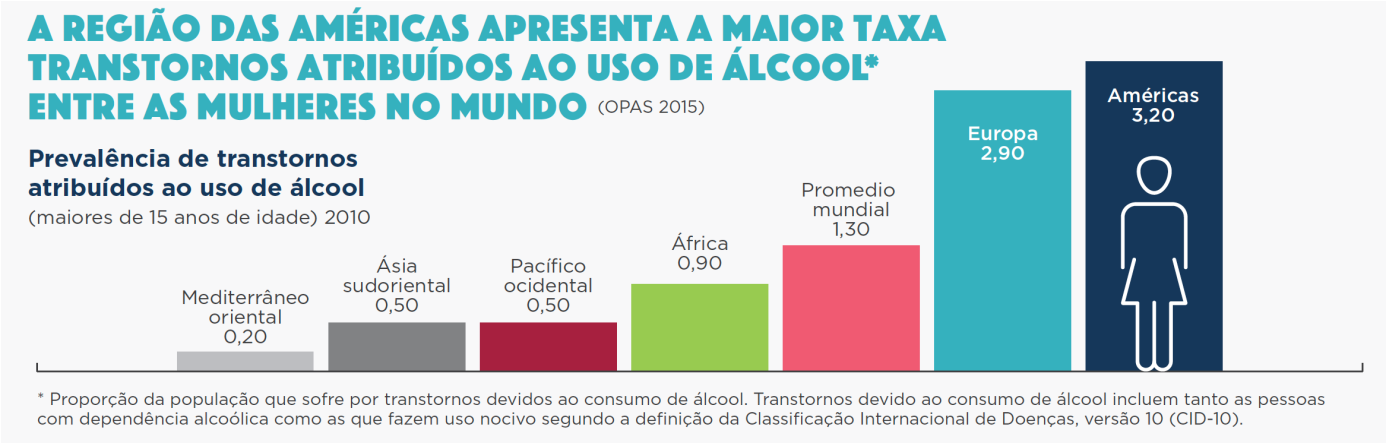 A REGIÃO DAS AMÉRICAS APRESENTA A MAIOR TAXA
TRANSTORNOS ATRIBUÍDOS AO USO DE ÁLCOOL*
ENTRE AS MULHERES NO MUNDO (OPAS 2015)
Prevalência de transtornos
atribuídos ao uso de álcool
(maiores de 15 anos de idade) 2010
Mediterrâneo
oriental
0,20
Ásia
sudoriental
0,50
Pacífico
ocidental
0,50
África
0,90
Promedio
mundial
1,30
Europa
2,90
Américas
3,20
* Proporção da população que sofre por transtornos devidos ao consumo de álcool. Transtornos devido ao consumo de álcool incluem tanto as pessoas
com dependência alcoólica como as que fazem uso nocivo segundo a definição da Classificação Internacional de Doenças, versão 10 (CID-10).